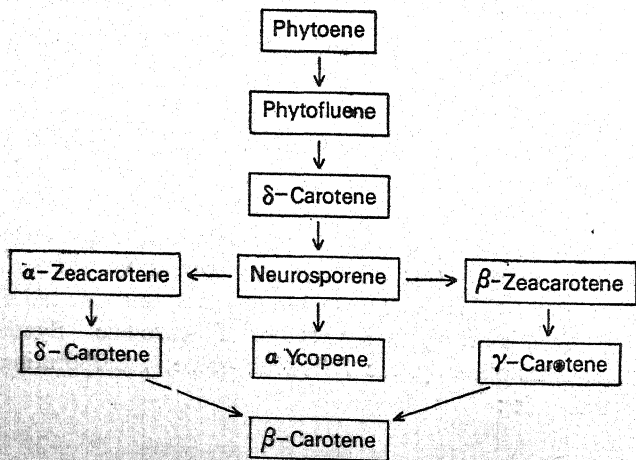 Phytoene
Phytofluene
δ-Carotene
α-Zeacarotene
Neurosporene
β-Zeacarotene
δ-Carotene
α Ycopene
γ-Carotene
β-Carotene